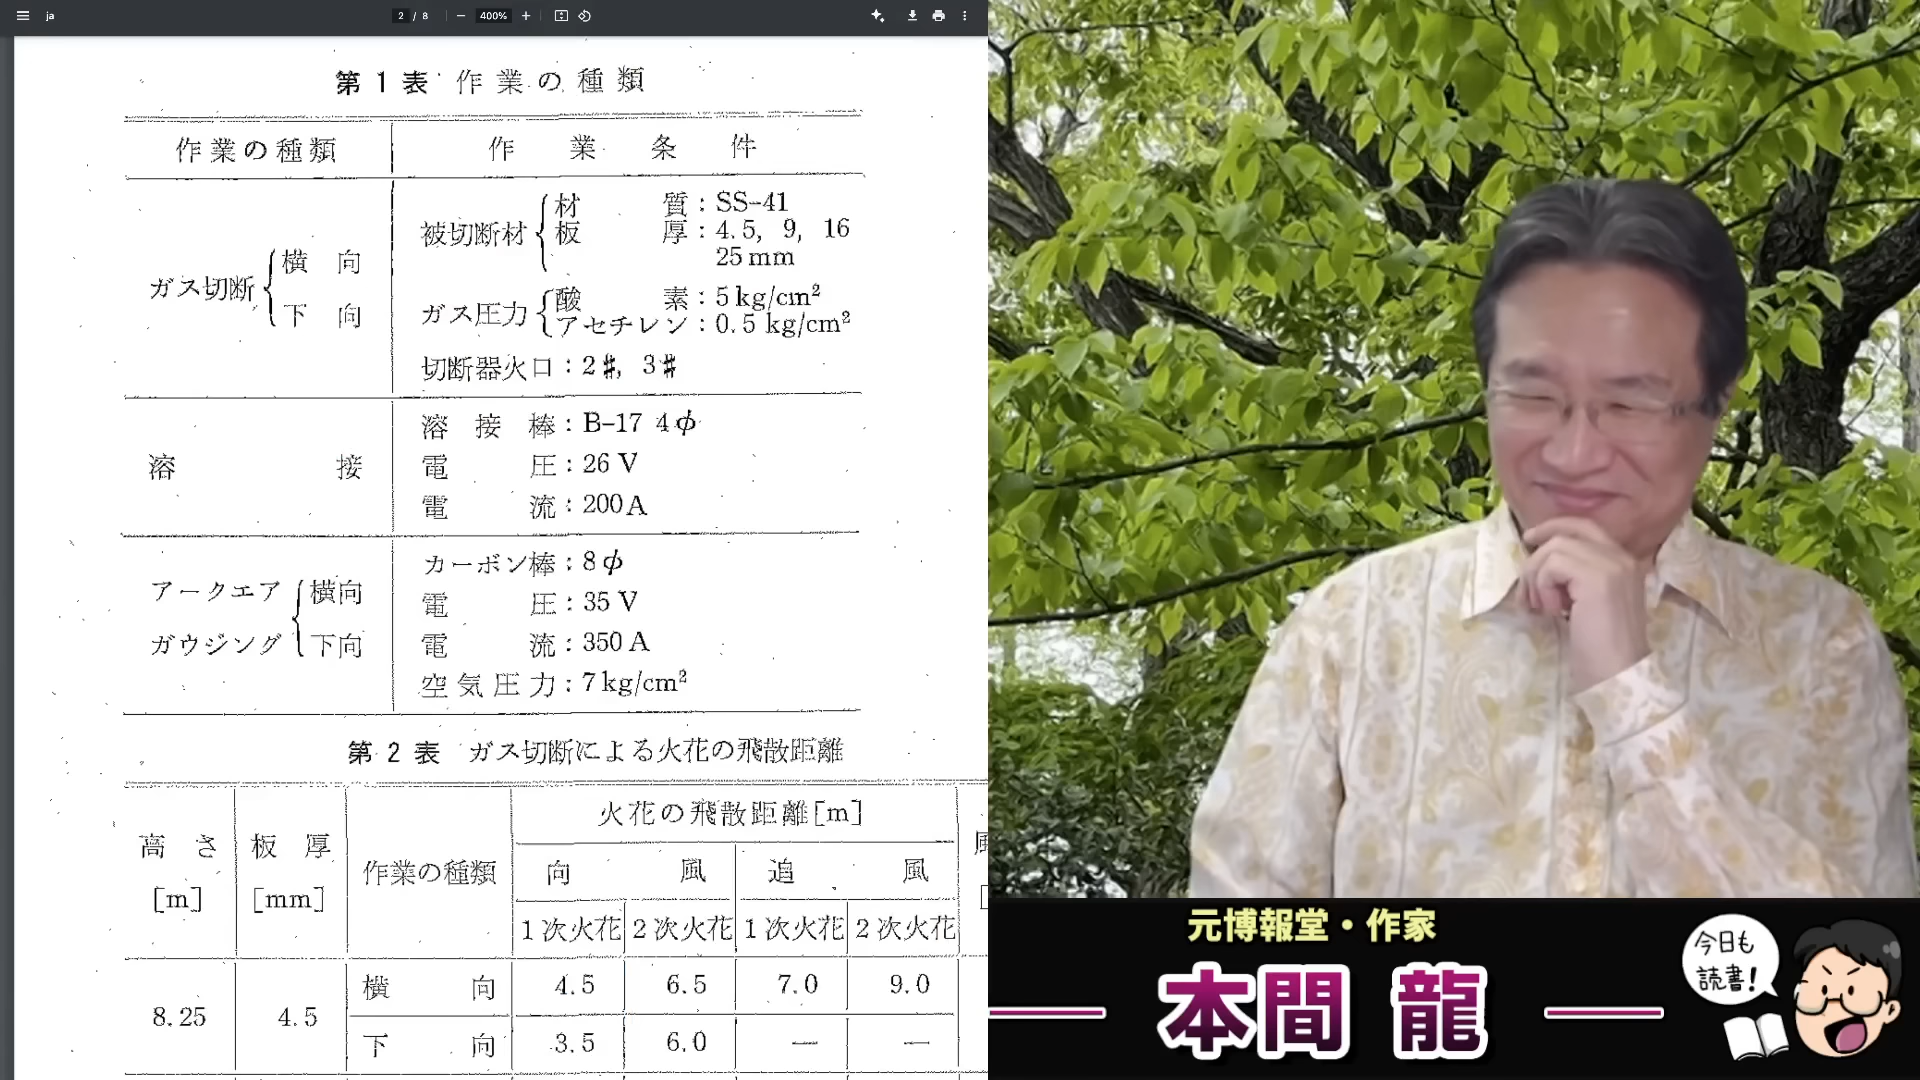 ja
2 / 8
400%
第 1 表 作業の種類
作業の種類
作業条件
ガス切断 横向
下向
被切断材 材質：SS-41
板厚：4.5, 9, 16
25 mm
ガス圧力 酸素：5 kg/cm²
アセチレン：0.5 kg/cm²
切断器火口：2♯, 3♯
溶接
溶接棒：B-17 4φ
電圧：26 V
電流：200 A
アークエア 横向
ガウジング 下向
カーボン棒：8φ
電圧：35 V
電流：350 A
空気圧力：7 kg/cm²
第 2 表 ガス切断による火花の飛散距離
高さ [m]
板厚 [mm]
作業の種類
火花の飛散距離[m]
向風 追風
1次火花 2次火花 1次火花 2次火花
8.25 4.5 横向 4.5 6.5 7.0 9.0
下向 3.5 6.0 — —
元博報堂・作家
本間 龍
今日も
読書!